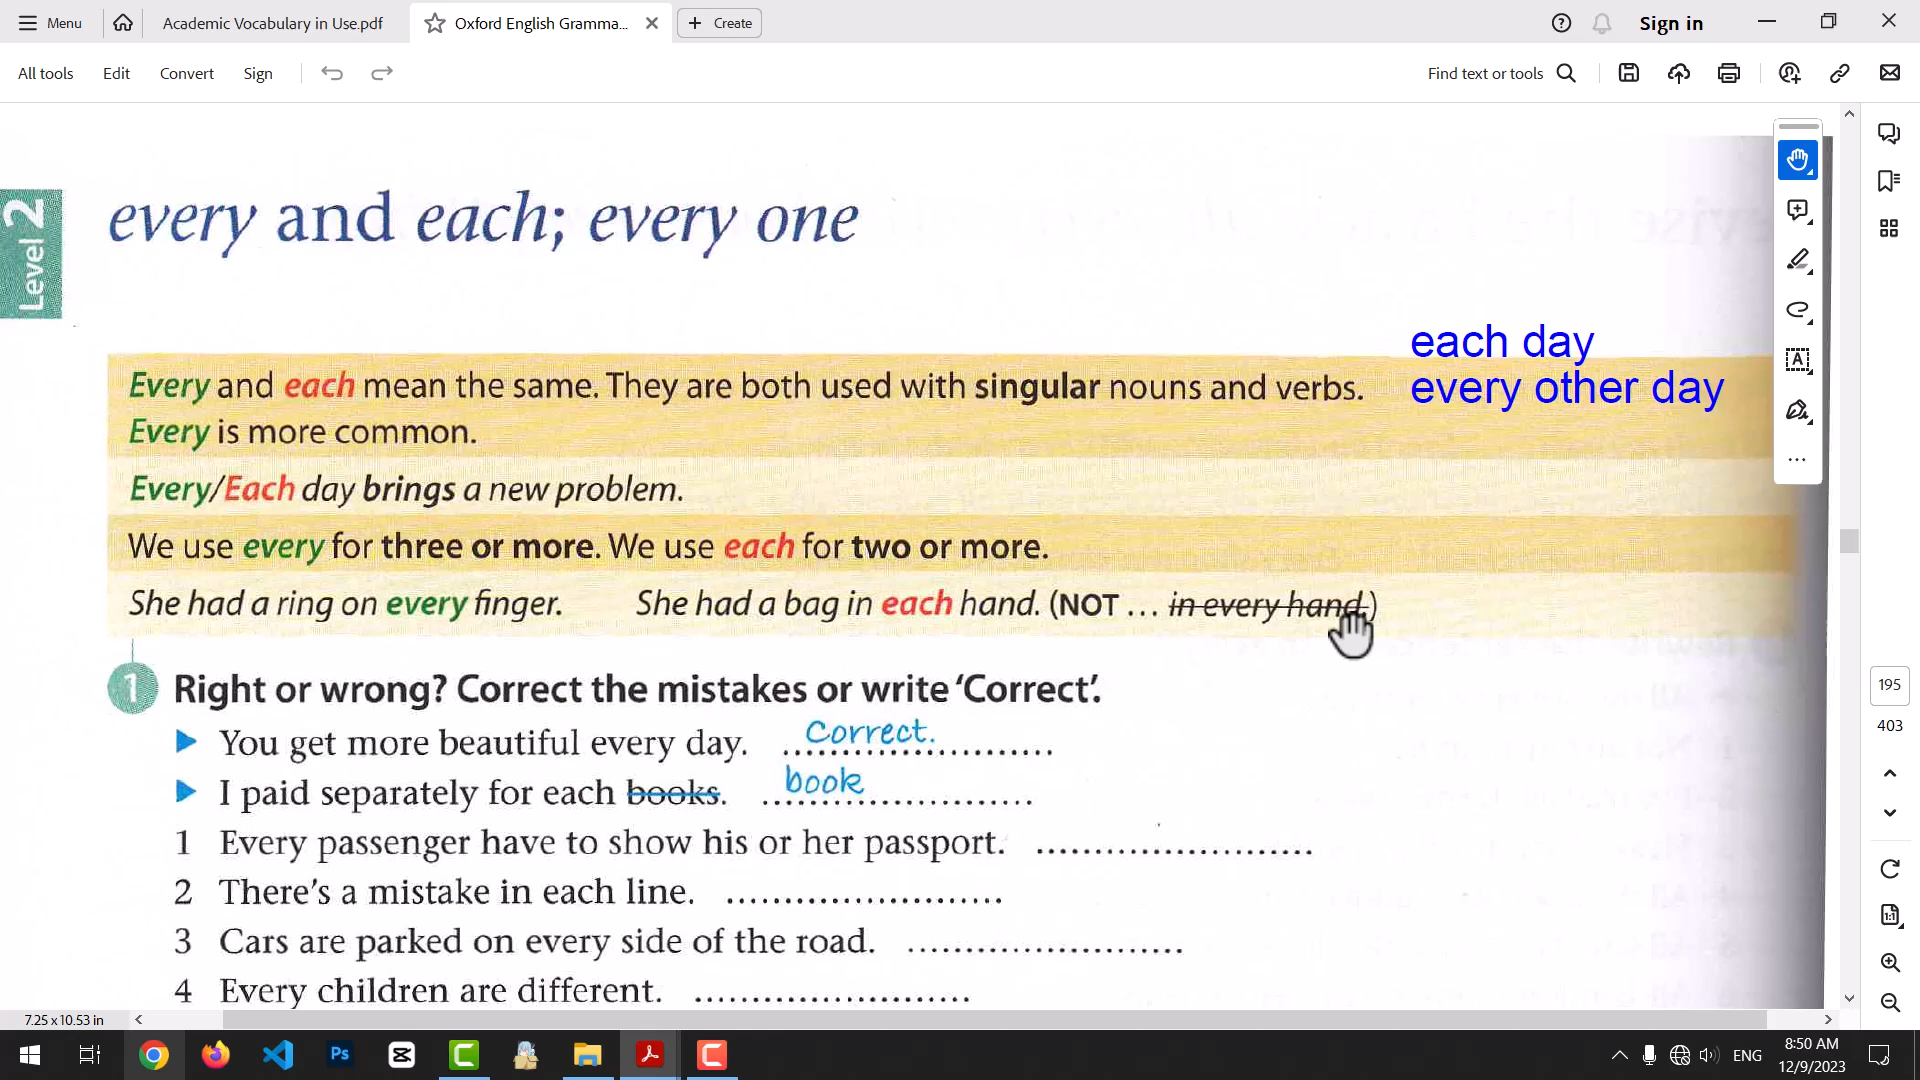 Menu
Academic Vocabulary in Use.pdf
Oxford English Gramma...
Create
Sign in
All tools
Edit
Convert
Sign
Find text or tools
Level 2
every and each; every one
each day
every other day
Every and each mean the same. They are both used with singular nouns and verbs.
Every is more common.
Every/Each day brings a new problem.
We use every for three or more. We use each for two or more.
She had a ring on every finger. She had a bag in each hand. (NOT ... in every hand.)
1 Right or wrong? Correct the mistakes or write ‘Correct’.
You get more beautiful every day. Correct.
I paid separately for each books. book
1 Every passenger have to show his or her passport. ........................
2 There's a mistake in each line. ........................
3 Cars are parked on every side of the road. ........................
4 Every children are different. ........................
195
403
7.25 x 10.53 in
Ps
ENG
8:50 AM
12/9/2023